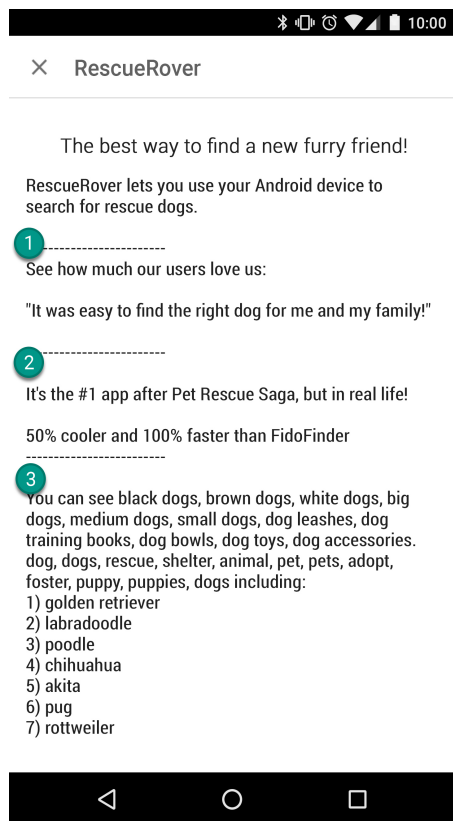 10:00
RescueRover
The best way to find a new furry friend!
RescueRover lets you use your Android device to
search for rescue dogs.
1 ----------------------
See how much our users love us:
"It was easy to find the right dog for me and my family!"
----------------------
2
It's the #1 app after Pet Rescue Saga, but in real life!
50% cooler and 100% faster than FidoFinder
-------------------------
3
You can see black dogs, brown dogs, white dogs, big
dogs, medium dogs, small dogs, dog leashes, dog
training books, dog bowls, dog toys, dog accessories.
dog, dogs, rescue, shelter, animal, pet, pets, adopt,
foster, puppy, puppies, dogs including:
1) golden retriever
2) labradoodle
3) poodle
4) chihuahua
5) akita
6) pug
7) rottweiler